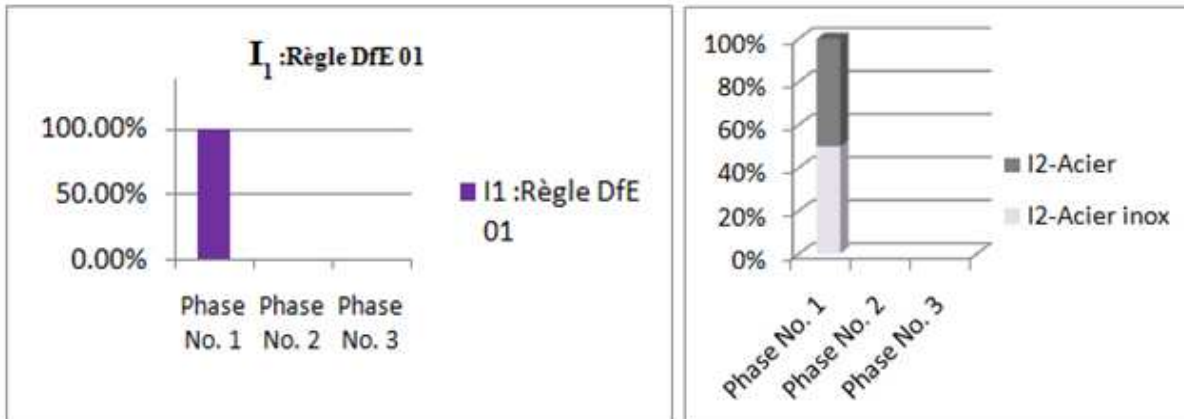 I1 :Règle DfE 01
100.00%
50.00%
0.00%
Phase No. 1
Phase No. 2
Phase No. 3
I1 :Règle DfE
01
100%
80%
60%
40%
20%
0%
Phase No. 1
Phase No. 2
Phase No. 3
I2-Acier
I2-Acier inox